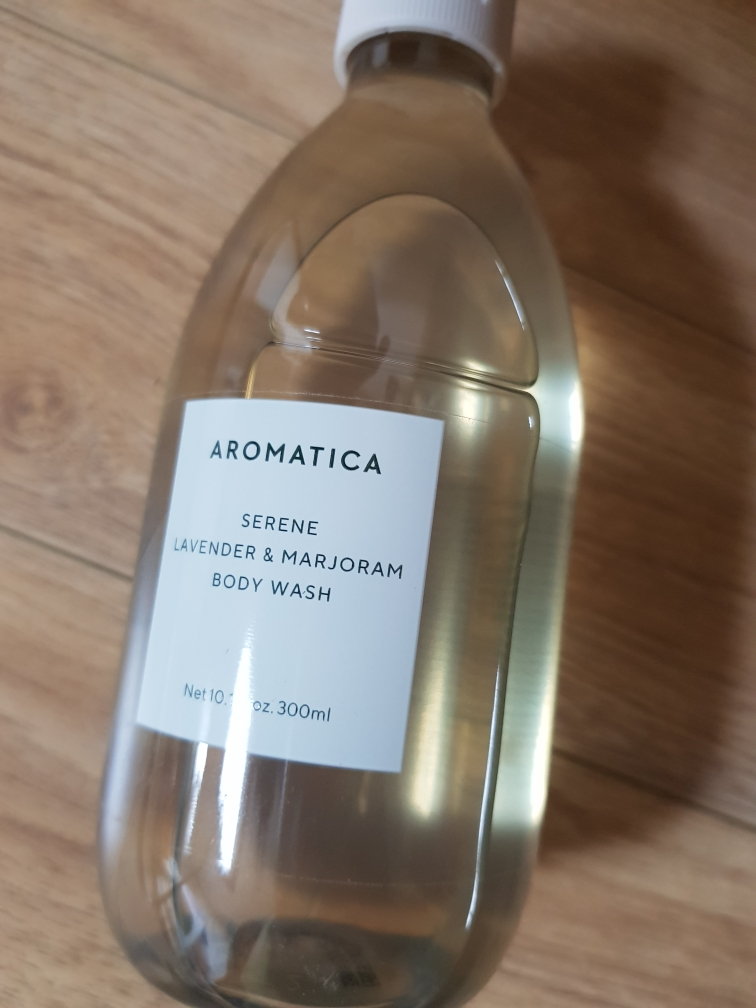 AROMATICA
SERENE
LAVENDER & MARJORAM
BODY WASH
Net oz. 300ml